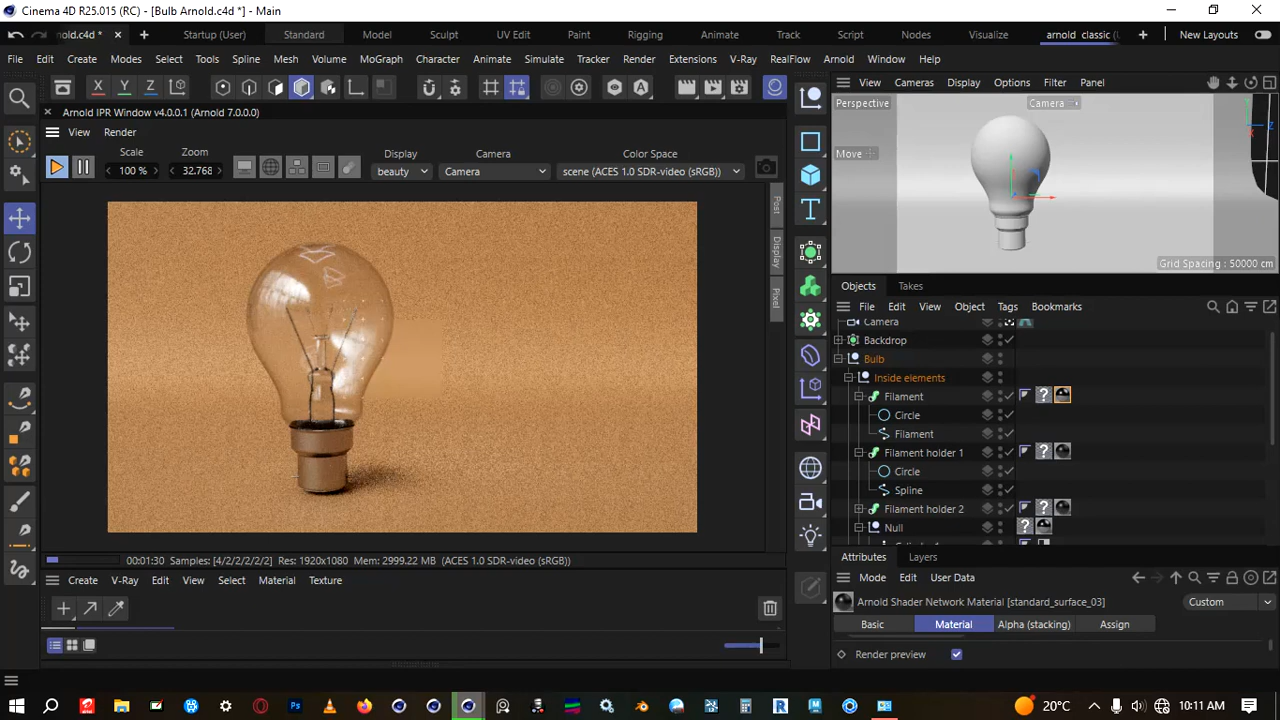 Cinema 4D R25.015 (RC) - [Bulb Arnold.c4d *] - Main
nold.c4d *
Startup (User)
Standard
Model
Sculpt
UV Edit
Paint
Rigging
Animate
Track
Script
Nodes
Visualize
arnold classic (
New Layouts
File Edit Create Modes Select Tools Spline Mesh Volume MoGraph Character Animate Simulate Tracker Render Extensions V-Ray RealFlow Arnold Window Help
X Y Z
Arnold IPR Window v4.0.0.1 (Arnold 7.0.0.0)
View Render
Scale Zoom Display Camera Color Space
100 % 32.768 beauty Camera scene (ACES 1.0 SDR-video (sRGB))
Post
Display
Pixel
00:01:30 Samples: [4/2/2/2/2/2] Res: 1920x1080 Mem: 2999.22 MB (ACES 1.0 SDR-video (sRGB))
Create V-Ray Edit View Select Material Texture
View Cameras Display Options Filter Panel
Perspective
Camera
Move
Grid Spacing : 50000 cm
Objects Takes
File Edit View Object Tags Bookmarks
Camera
Backdrop
Bulb
Inside elements
Filament
Circle
Filament
Filament holder 1
Circle
Spline
Filament holder 2
Null
Attributes Layers
Mode Edit User Data
Arnold Shader Network Material [standard_surface_03]
Custom
Basic Material Alpha (stacking) Assign
Render preview
20°C
10:11 AM